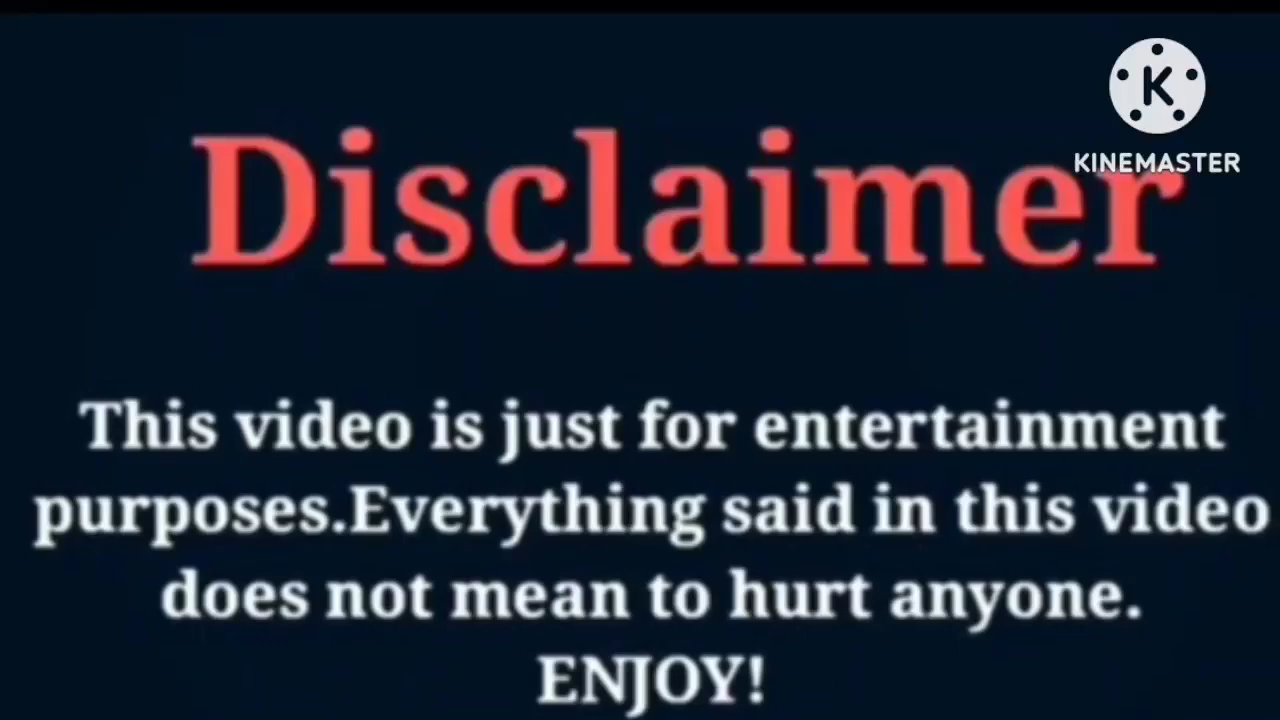 K
KINEMASTER
Disclaimer
This video is just for entertainment
purposes.Everything said in this video
does not mean to hurt anyone.
ENJOY!